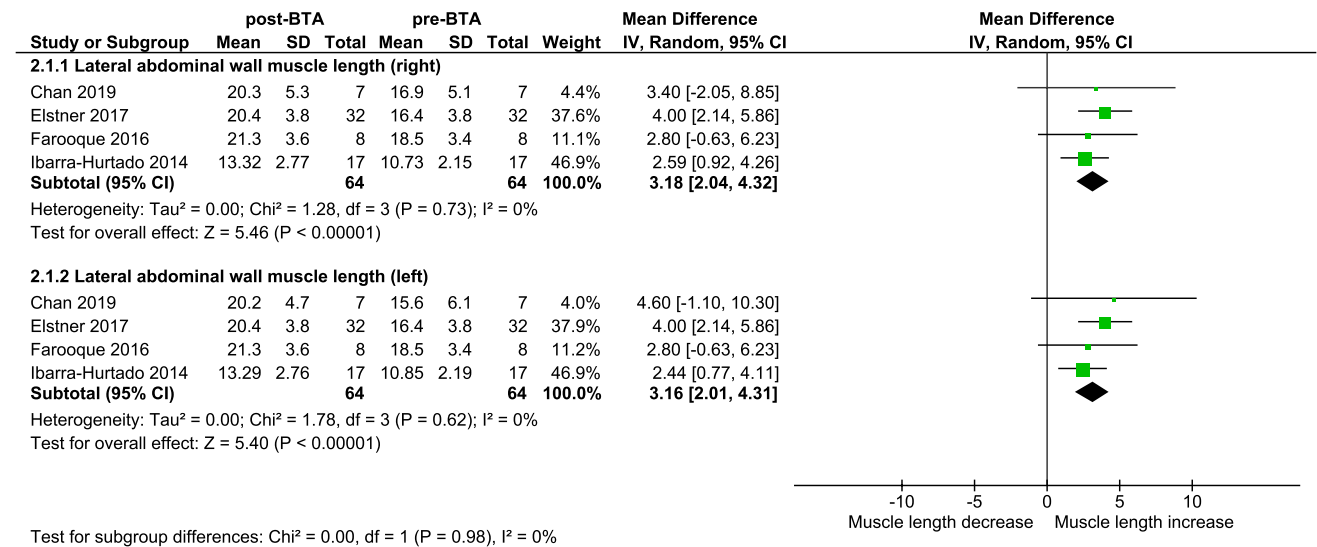 post-BTA pre-BTA Mean Difference Mean Difference
Study or Subgroup Mean SD Total Mean SD Total Weight IV, Random, 95% CI IV, Random, 95% CI
2.1.1 Lateral abdominal wall muscle length (right)
Chan 2019 20.3 5.3 7 16.9 5.1 7 4.4% 3.40 [-2.05, 8.85]
Elstner 2017 20.4 3.8 32 16.4 3.8 32 37.6% 4.00 [2.14, 5.86]
Farooque 2016 21.3 3.6 8 18.5 3.4 8 11.1% 2.80 [-0.63, 6.23]
Ibarra-Hurtado 2014 13.32 2.77 17 10.73 2.15 17 46.9% 2.59 [0.92, 4.26]
Subtotal (95% CI) 64 64 100.0% 3.18 [2.04, 4.32]
Heterogeneity: Tau² = 0.00; Chi² = 1.28, df = 3 (P = 0.73); I² = 0%
Test for overall effect: Z = 5.46 (P < 0.00001)
2.1.2 Lateral abdominal wall muscle length (left)
Chan 2019 20.2 4.7 7 15.6 6.1 7 4.0% 4.60 [-1.10, 10.30]
Elstner 2017 20.4 3.8 32 16.4 3.8 32 37.9% 4.00 [2.14, 5.86]
Farooque 2016 21.3 3.6 8 18.5 3.4 8 11.2% 2.80 [-0.63, 6.23]
Ibarra-Hurtado 2014 13.29 2.76 17 10.85 2.19 17 46.9% 2.44 [0.77, 4.11]
Subtotal (95% CI) 64 64 100.0% 3.16 [2.01, 4.31]
Heterogeneity: Tau² = 0.00; Chi² = 1.78, df = 3 (P = 0.62); I² = 0%
Test for overall effect: Z = 5.40 (P < 0.00001)
-10 -5 0 5 10
Muscle length decrease Muscle length increase
Test for subgroup differences: Chi² = 0.00, df = 1 (P = 0.98), I² = 0%